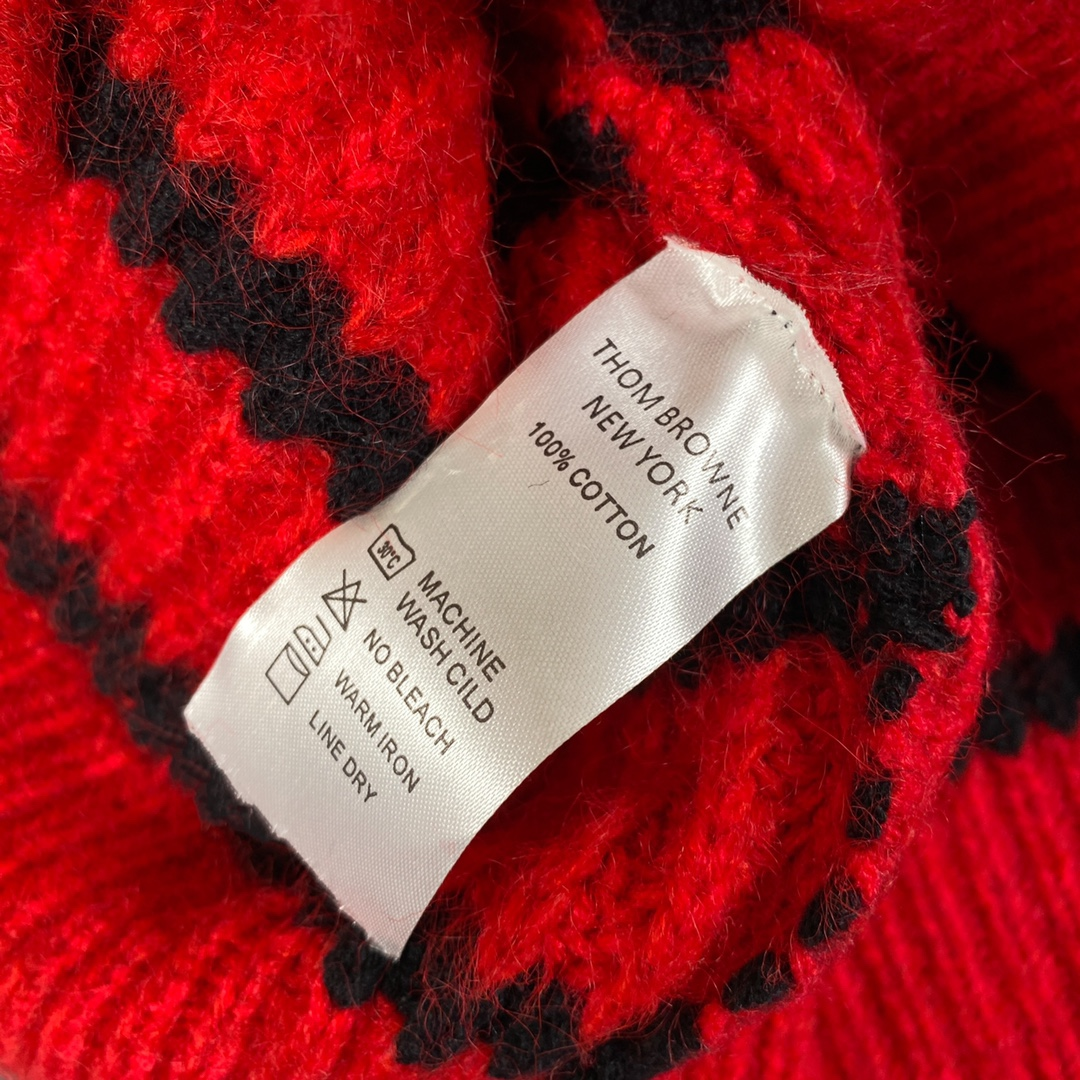 THOM BROWNE
NEW YORK
100% COTTON
30°C
MACHINE
WASH CILD
NO BLEACH
WARM IRON
LINE DRY